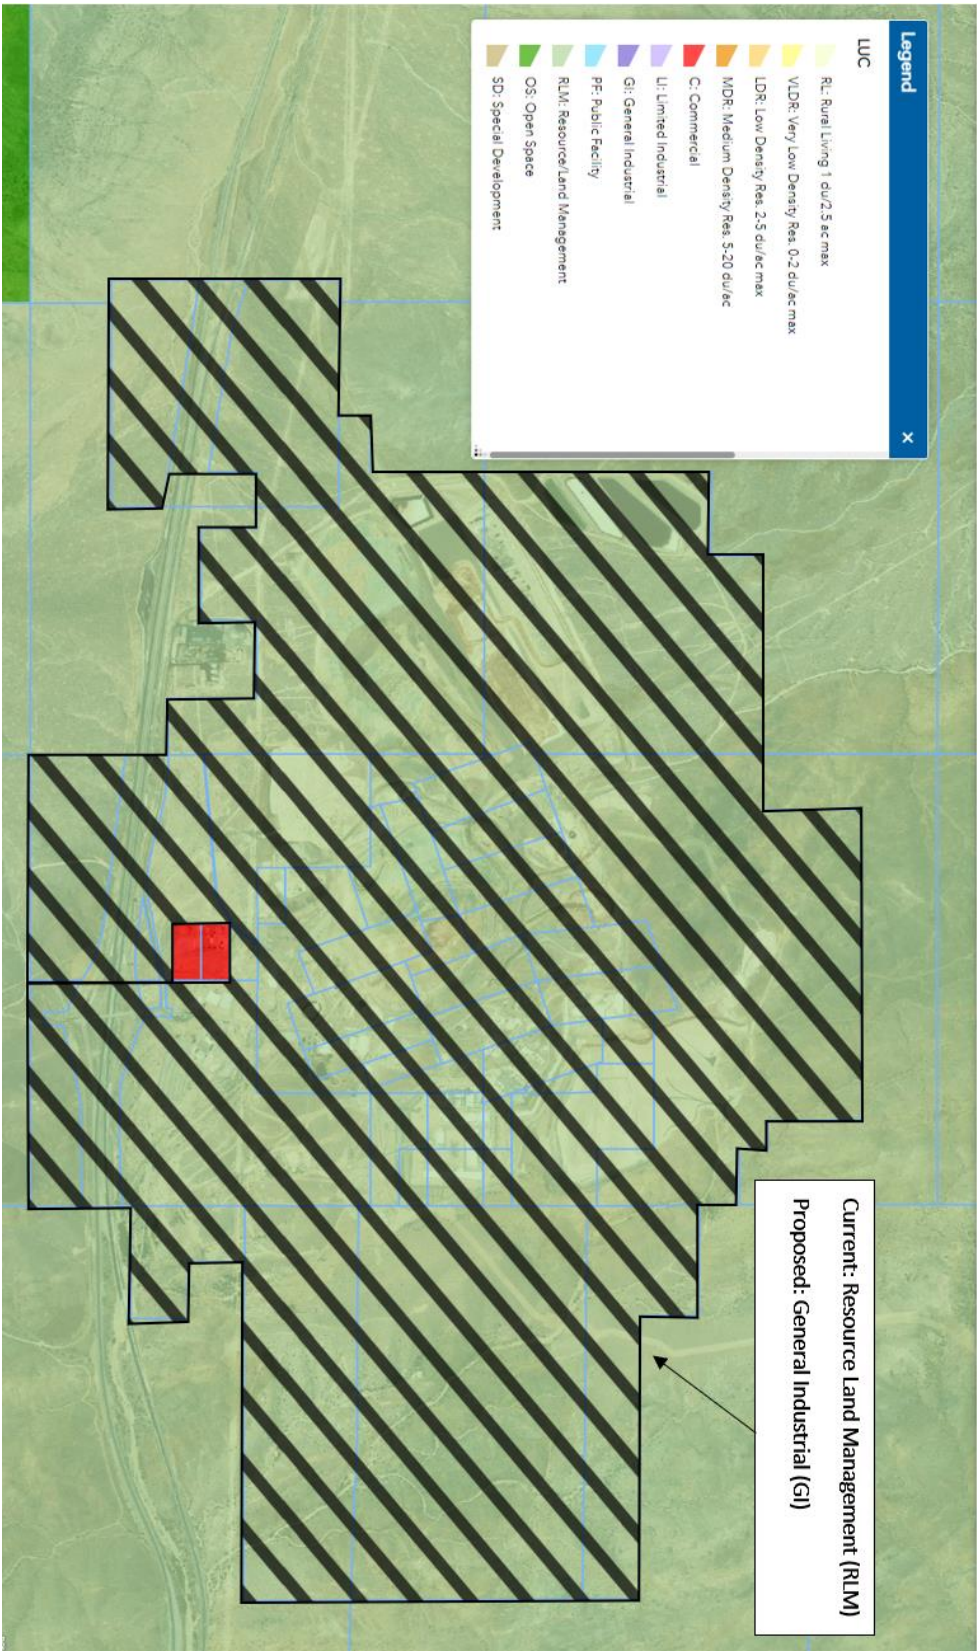 Legend
×
LUC
RL: Rural Living 1 du/2.5 ac max
VLDR: Very Low Density Res. 0-2 du/ac max
LDR: Low Density Res. 2-5 du/ac max
MDR: Medium Density Res. 5-20 du/ac
C: Commercial
LI: Limited Industrial
GI: General Industrial
PF: Public Facility
RLM: Resource/Land Management
OS: Open Space
SD: Special Development
Current: Resource Land Management (RLM)
Proposed: General Industrial (GI)